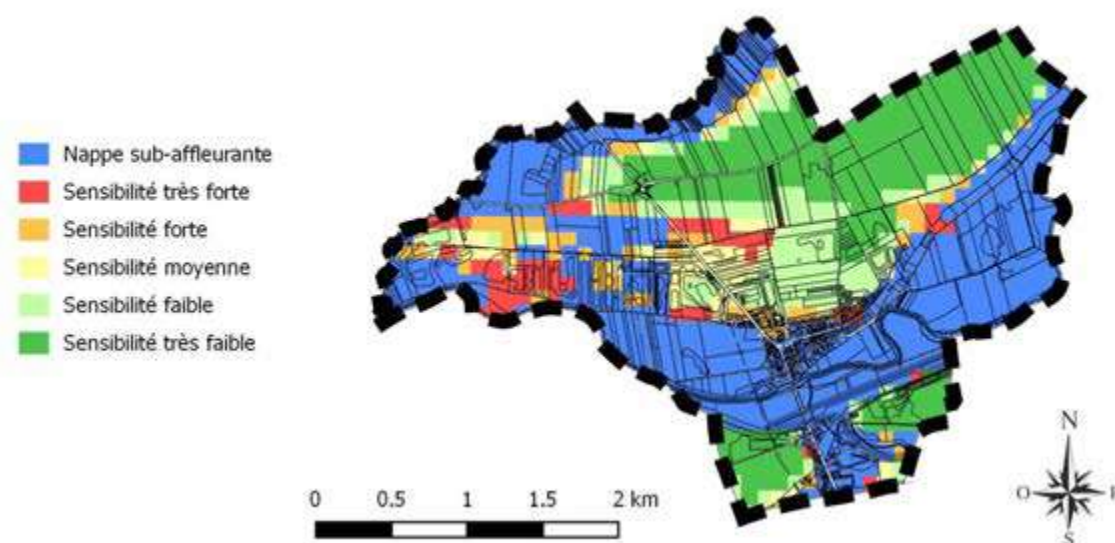 Nappe sub-affleurante
Sensibilité très forte
Sensibilité forte
Sensibilité moyenne
Sensibilité faible
Sensibilité très faible
0 0.5 1 1.5 2 km
N
O
E
S